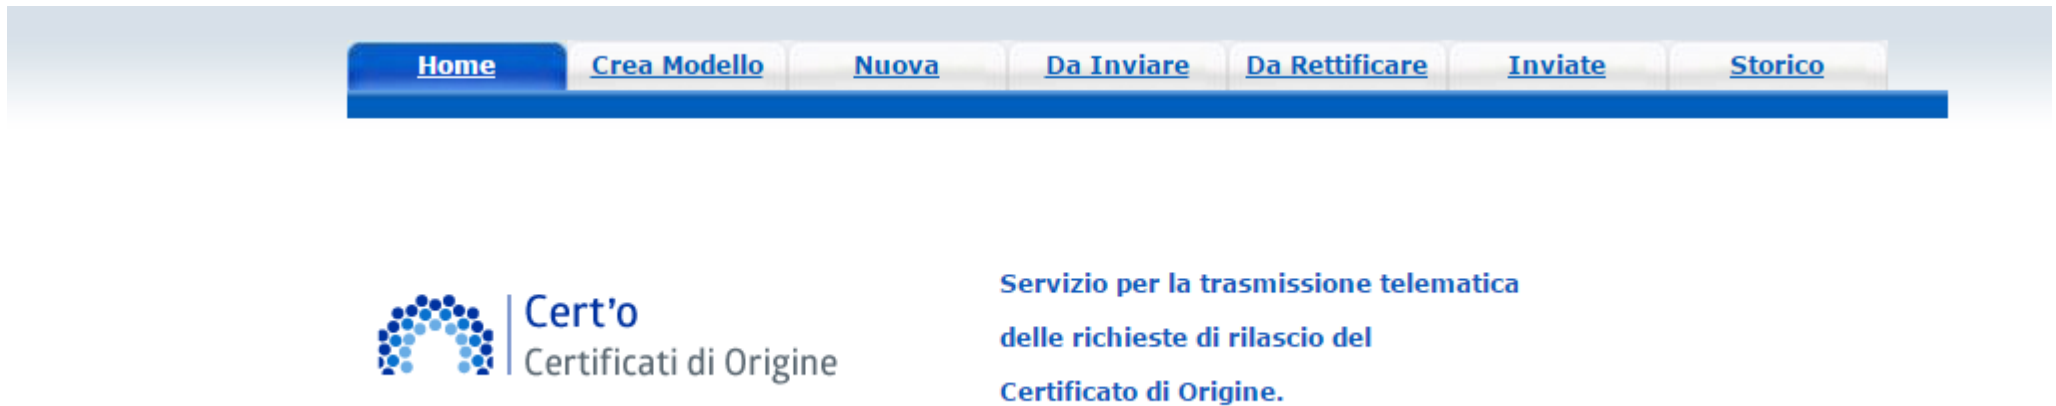 Home Crea Modello Nuova Da Inviare Da Rettificare Inviate Storico
Cert'o
Certificati di Origine
Servizio per la trasmissione telematica
delle richieste di rilascio del
Certificato di Origine.